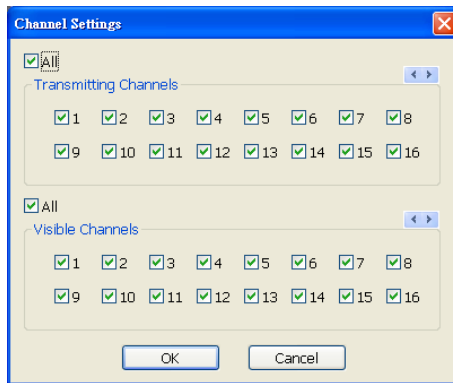 Channel Settings
All
Transmitting Channels
1 2 3 4 5 6 7 8
9 10 11 12 13 14 15 16
All
Visible Channels
1 2 3 4 5 6 7 8
9 10 11 12 13 14 15 16
OK Cancel